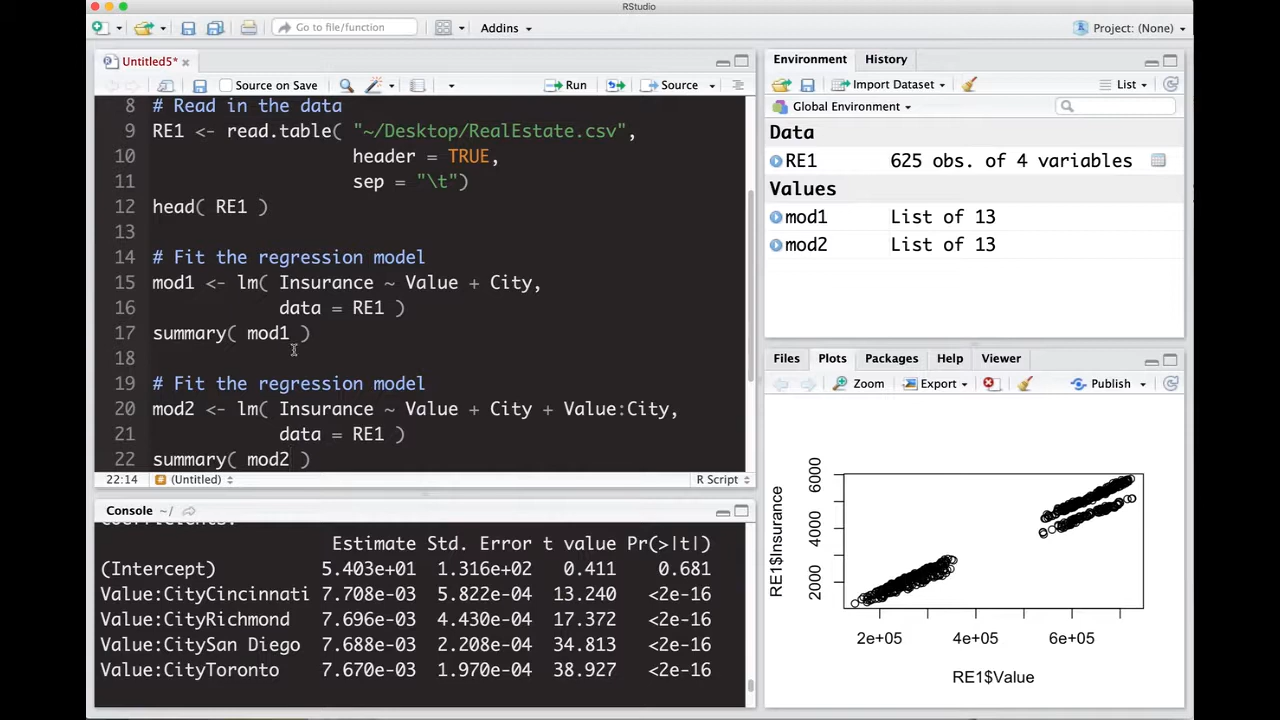 RStudio
Go to file/function
Addins
Project: (None)
Untitled5*
Source on Save
Run
Source
8 # Read in the data
9 RE1 <- read.table( "~/Desktop/RealEstate.csv",
10 header = TRUE,
11 sep = "\t")
12 head( RE1 )
13
14 # Fit the regression model
15 mod1 <- lm( Insurance ~ Value + City,
16 data = RE1 )
17 summary( mod1 )
18
19 # Fit the regression model
20 mod2 <- lm( Insurance ~ Value + City + Value:City,
21 data = RE1 )
22 summary( mod2 )
22:14 # (Untitled) R Script
Console ~/
Coefficients:
Estimate Std. Error t value Pr(>|t|)
(Intercept) 5.403e+01 1.316e+02 0.411 0.681
Value:CityCincinnati 7.708e-03 5.822e-04 13.240 <2e-16
Value:CityRichmond 7.696e-03 4.430e-04 17.372 <2e-16
Value:CitySan Diego 7.688e-03 2.208e-04 34.813 <2e-16
Value:CityToronto 7.670e-03 1.970e-04 38.927 <2e-16
Environment History
Import Dataset List
Global Environment
Data
RE1 625 obs. of 4 variables
Values
mod1 List of 13
mod2 List of 13
Files Plots Packages Help Viewer
Zoom Export Publish
RE1$Insurance
6000
4000
2000
2e+05 4e+05 6e+05
RE1$Value